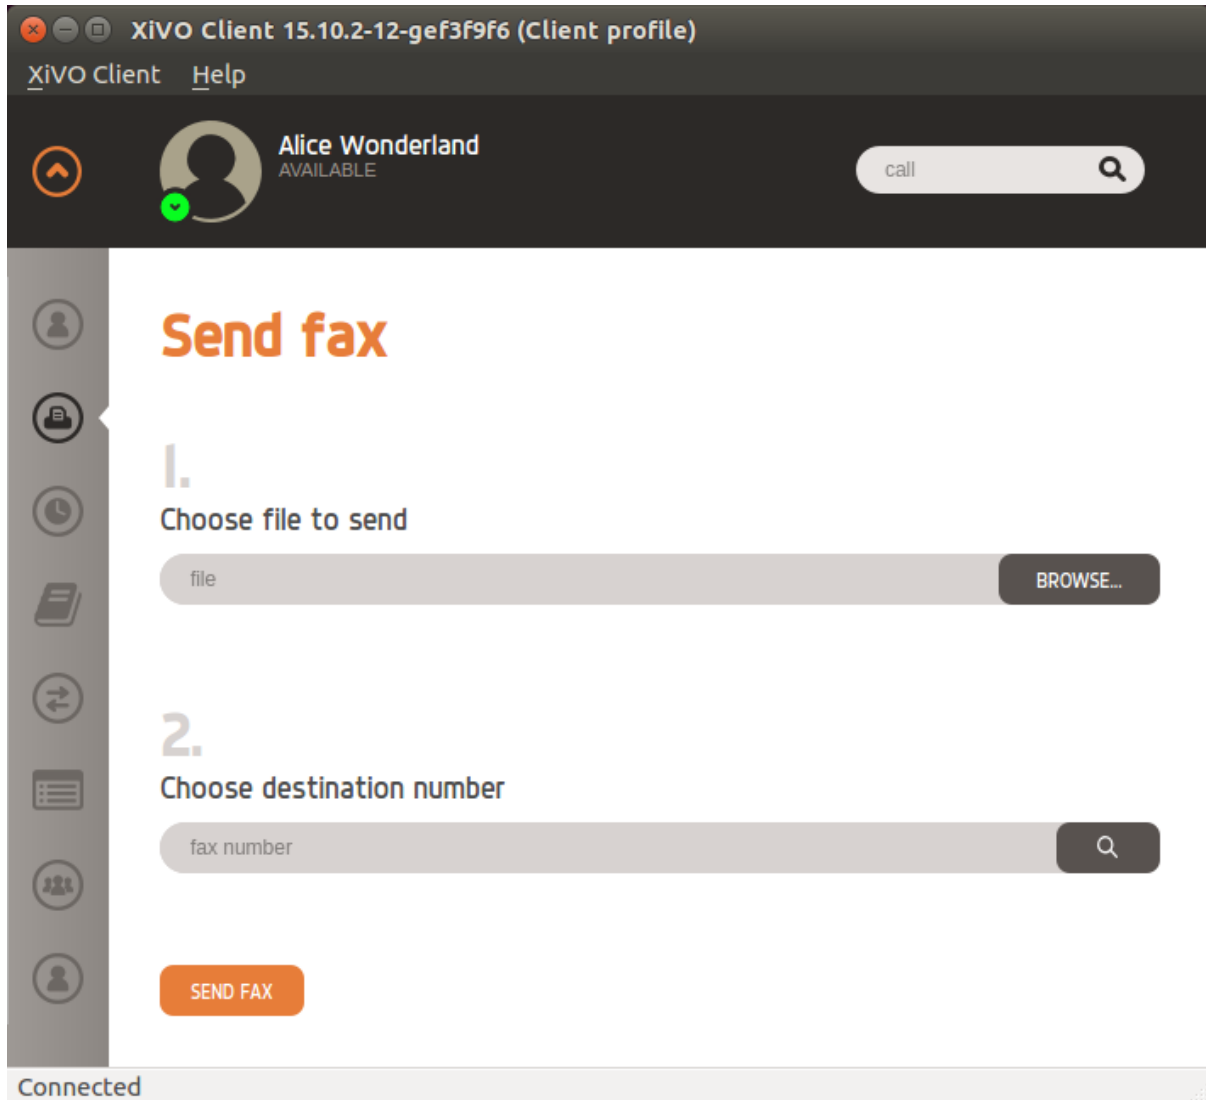 XiVO Client 15.10.2-12-gef3f9f6 (Client profile)
XiVO Client Help
Alice Wonderland
AVAILABLE
call
Send fax
1.
Choose file to send
file
BROWSE...
2.
Choose destination number
fax number
SEND FAX
Connected